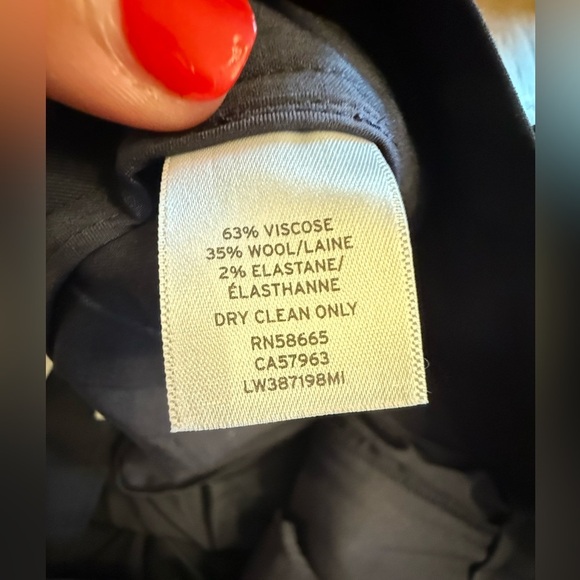 63% VISCOSE
35% WOOL/LAINE
2% ELASTANE/
ÉLASTHANNE
DRY CLEAN ONLY
RN58665
CA57963
LW387198MI